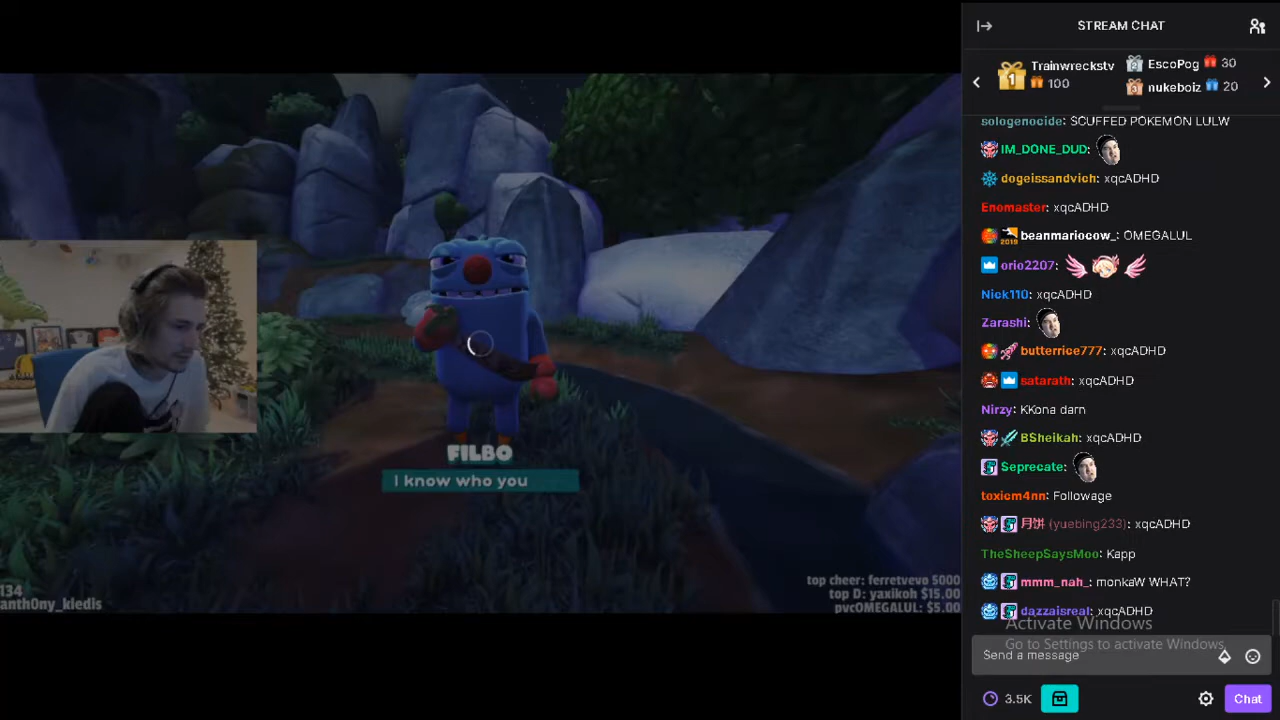 STREAM CHAT
Trainwreckstv
100
EscoPog 30
nukeboiz 20
sologenocide: SCUFFED POKEMON LULW
IM_DONE_DUD:
dogeissandvich: xqcADHD
Enomaster: xqcADHD
beanmariocow_: OMEGALUL
orio2207:
Nick110: xqcADHD
Zarashi:
butterrice777: xqcADHD
satarath: xqcADHD
Nirzy: KKona darn
BSheikah: xqcADHD
Seprecate:
toxicm4nn: Followage
月饼 (yuebing233): xqcADHD
TheSheepSaysMoo: Kapp
mmm_nah_: monkaW WHAT?
dazzaisreal: xqcADHD
Activate Windows
Go to Settings to activate Windows.
Send a message
3.5K
Chat
FILBO
I know who you
134
anth0ny_kiedis
top cheer: ferretvevo 5000
top D: yaxikoh $15.00
pvcOMEGALUL: $5.00